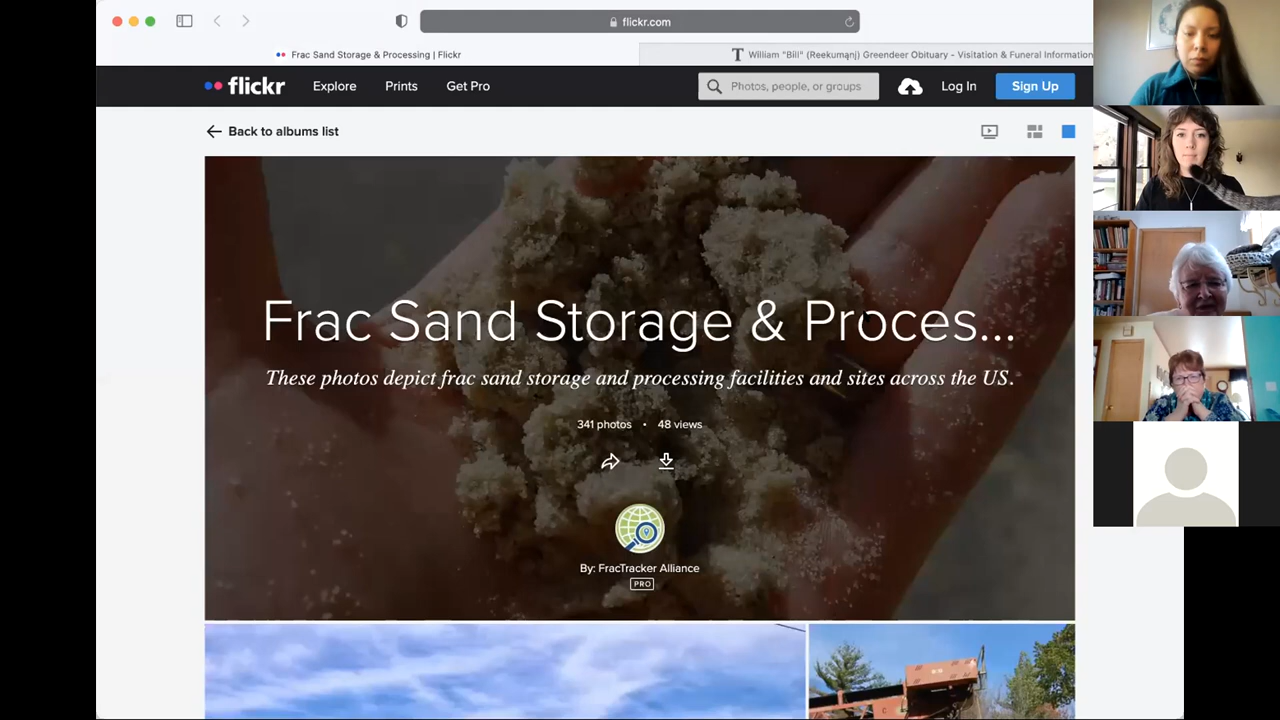 flickr.com
Frac Sand Storage & Processing | Flickr
William "Bill" (Reekumąnį) Greendeer Obituary - Visitation & Funeral Information
flickr
Explore
Prints
Get Pro
Photos, people, or groups
Log In
Sign Up
Back to albums list
Frac Sand Storage & Proces...
These photos depict frac sand storage and processing facilities and sites across the US.
341 photos • 48 views
By: FracTracker Alliance
PRO